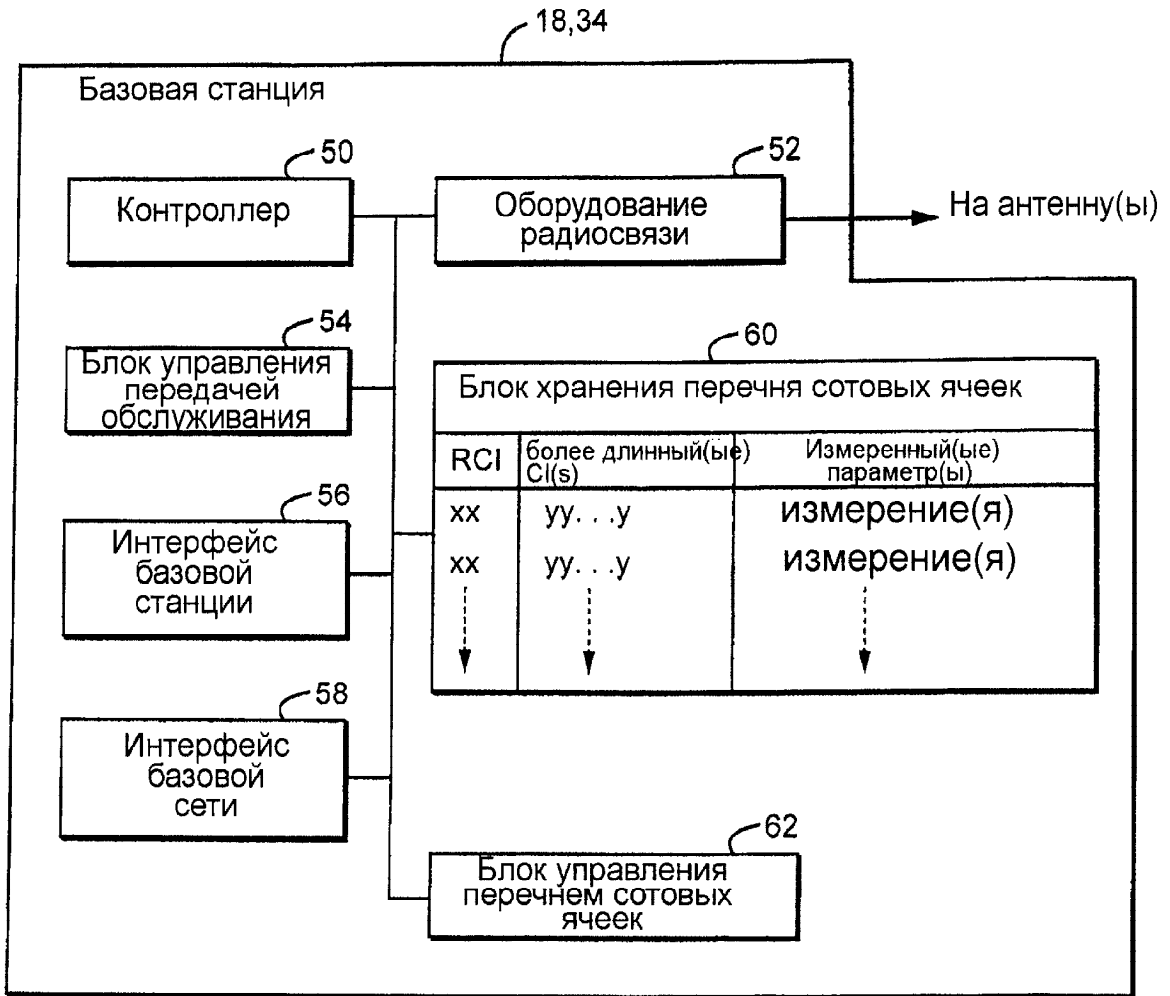 18,34
Базовая станция
50
Контроллер
52
Оборудование
радиосвязи
На антенну(ы)
54
Блок управления
передачей
обслуживания
60
Блок хранения перечня сотовых ячеек
RCI
более длинный(ые)
CI(s)
Измеренный(ые)
параметр(ы)
xx
yy. . .y
измерение(я)
xx
yy. . .y
измерение(я)
56
Интерфейс
базовой
станции
58
Интерфейс
базовой
сети
62
Блок управления
перечнем сотовых
ячеек